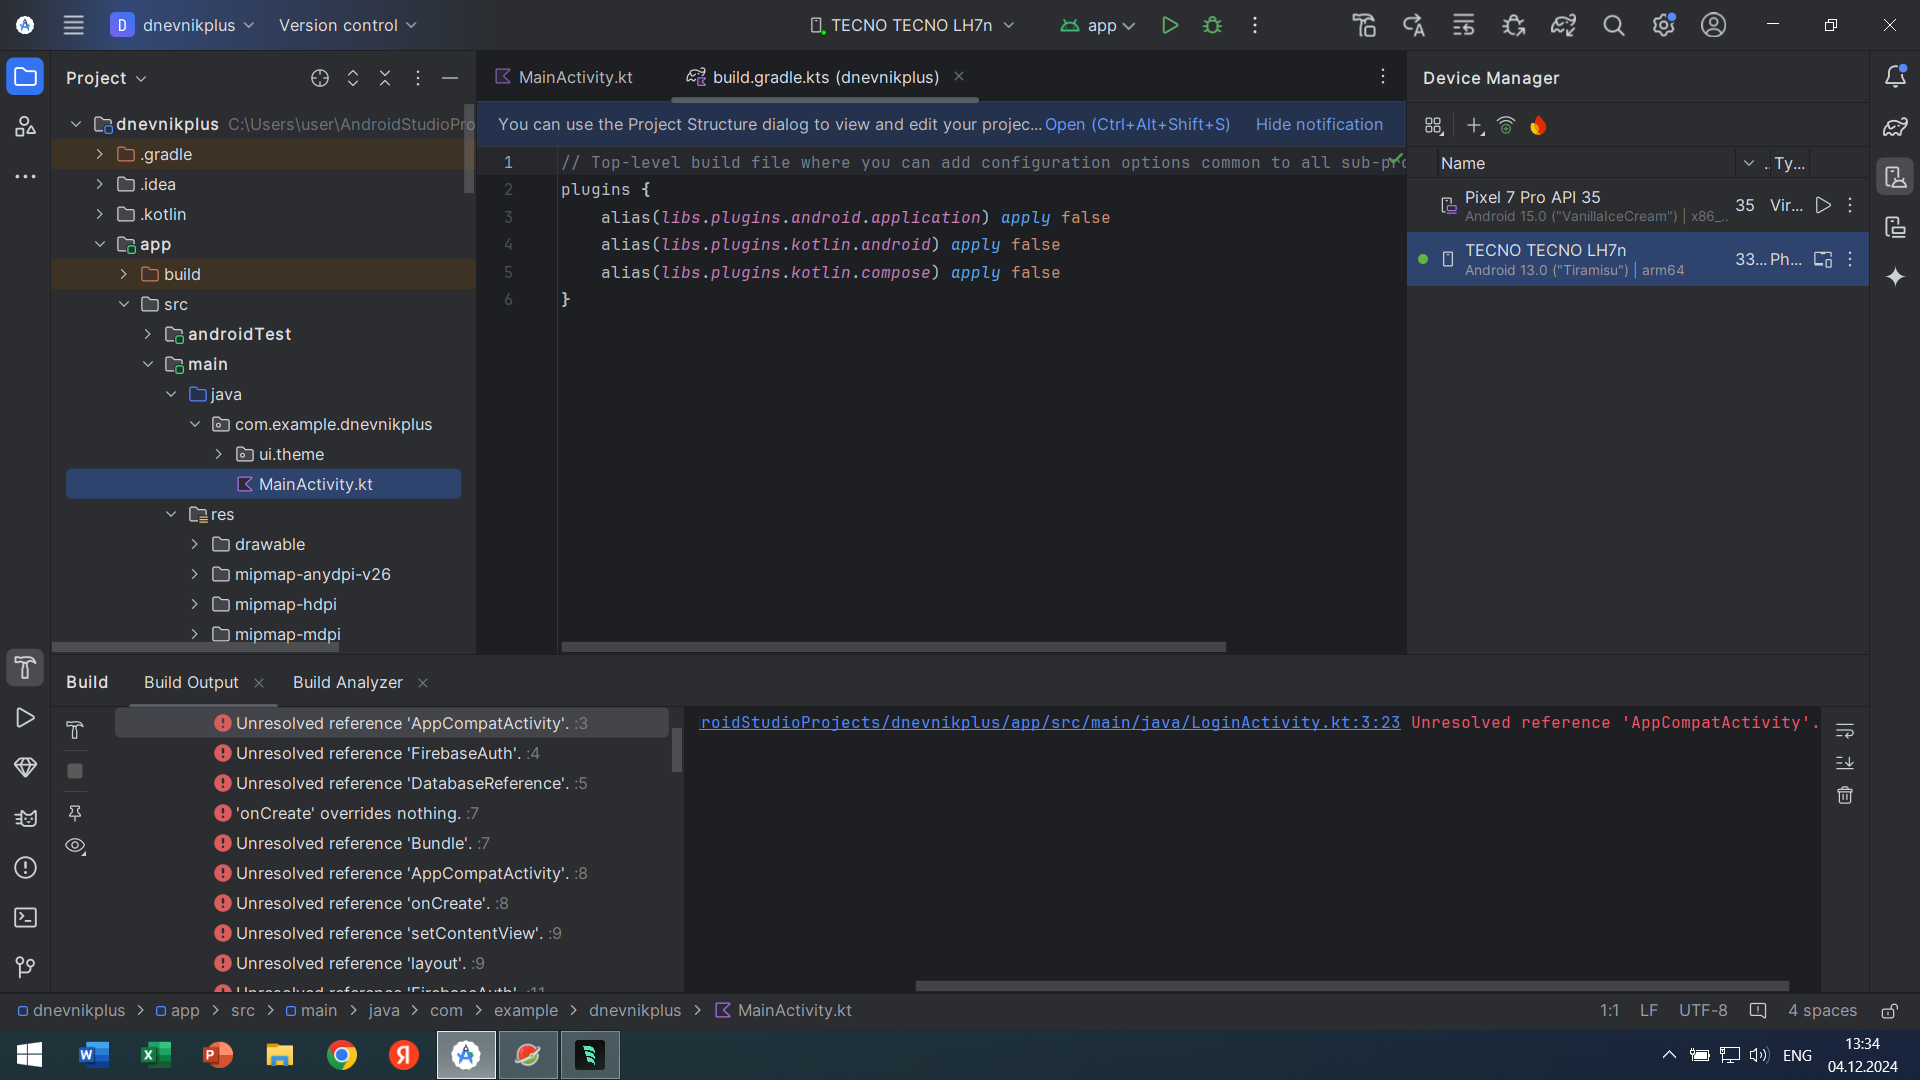 D dnevnikplus Version control TECNO TECNO LH7n app
Project MainActivity.kt build.gradle.kts (dnevnikplus) Device Manager
dnevnikplus C:\Users\user\AndroidStudioPro
.gradle
.idea
.kotlin
app
build
src
androidTest
main
java
com.example.dnevnikplus
ui.theme
MainActivity.kt
res
drawable
mipmap-anydpi-v26
mipmap-hdpi
mipmap-mdpi
You can use the Project Structure dialog to view and edit your projec... Open (Ctrl+Alt+Shift+S) Hide notification
1 // Top-level build file where you can add configuration options common to all sub-pro
2 plugins {
3 alias(libs.plugins.android.application) apply false
4 alias(libs.plugins.kotlin.android) apply false
5 alias(libs.plugins.kotlin.compose) apply false
6 }
Name .. Ty...
Pixel 7 Pro API 35
Android 15.0 ("VanillaIceCream") | x86_.. 35 Vir...
TECNO TECNO LH7n
Android 13.0 ("Tiramisu") | arm64 33... Ph...
Build Build Output Build Analyzer
Unresolved reference 'AppCompatActivity'. :3
Unresolved reference 'FirebaseAuth'. :4
Unresolved reference 'DatabaseReference'. :5
'onCreate' overrides nothing. :7
Unresolved reference 'Bundle'. :7
Unresolved reference 'AppCompatActivity'. :8
Unresolved reference 'onCreate'. :8
Unresolved reference 'setContentView'. :9
Unresolved reference 'layout'. :9
Unresolved reference 'FirebaseAuth'. :11
roidStudioProjects/dnevnikplus/app/src/main/java/LoginActivity.kt:3:23 Unresolved reference 'AppCompatActivity'.
dnevnikplus > app > src > main > java > com > example > dnevnikplus > MainActivity.kt 1:1 LF UTF-8 4 spaces
W X P Я ENG 13:34
04.12.2024